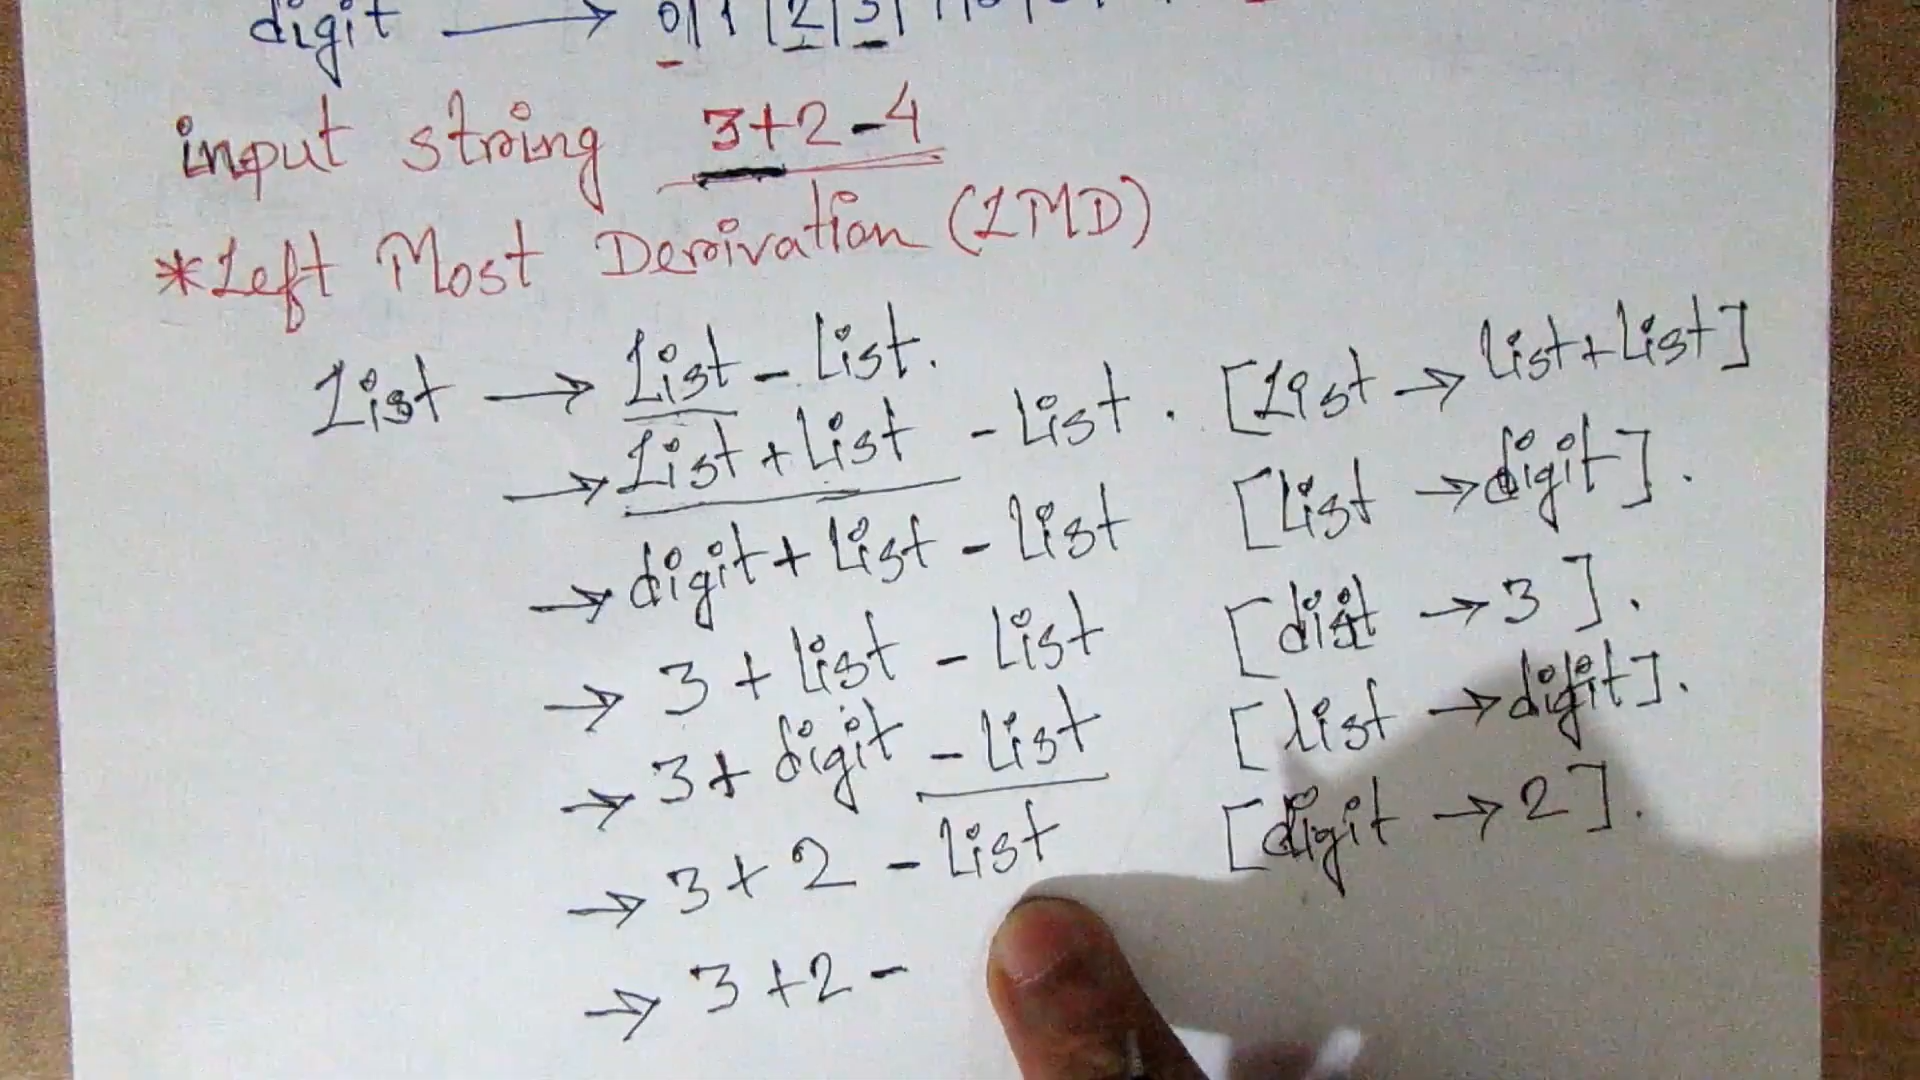 digit → 0|1|2|3|
input string 3+2-4
*Left Most Derivation (LMD)
List → List - List.
→ List + List - List. [List → List+List]
→ digit + List - List [List → digit].
→ 3 + List - List [digit → 3].
→ 3 + digit - List [List → digit].
→ 3 + 2 - List [digit → 2].
→ 3 + 2 -